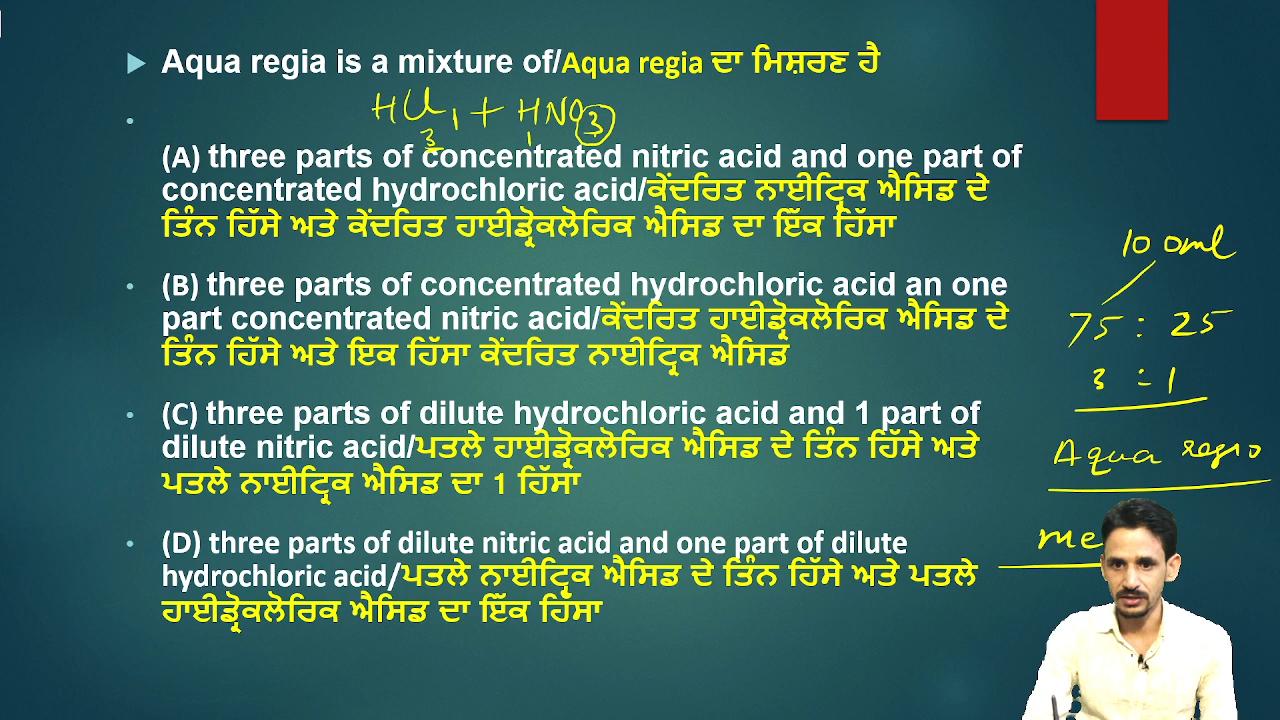 Aqua regia is a mixture of/Aqua regia ਦਾ ਮਿਸ਼ਰਣ ਹੈ
HCl + HNO3
3 1 1
(A) three parts of concentrated nitric acid and one part of
concentrated hydrochloric acid/ਕੇਂਦਰਿਤ ਨਾਈਟ੍ਰਿਕ ਐਸਿਡ ਦੇ
ਤਿੰਨ ਹਿੱਸੇ ਅਤੇ ਕੇਂਦਰਿਤ ਹਾਈਡ੍ਰੋਕਲੋਰਿਕ ਐਸਿਡ ਦਾ ਇੱਕ ਹਿੱਸਾ
(B) three parts of concentrated hydrochloric acid an one
part concentrated nitric acid/ਕੇਂਦਰਿਤ ਹਾਈਡ੍ਰੋਕਲੋਰਿਕ ਐਸਿਡ ਦੇ
ਤਿੰਨ ਹਿੱਸੇ ਅਤੇ ਇਕ ਹਿੱਸਾ ਕੇਂਦਰਿਤ ਨਾਈਟ੍ਰਿਕ ਐਸਿਡ
(C) three parts of dilute hydrochloric acid and 1 part of
dilute nitric acid/ਪਤਲੇ ਹਾਈਡ੍ਰੋਕਲੋਰਿਕ ਐਸਿਡ ਦੇ ਤਿੰਨ ਹਿੱਸੇ ਅਤੇ
ਪਤਲੇ ਨਾਈਟ੍ਰਿਕ ਐਸਿਡ ਦਾ 1 ਹਿੱਸਾ
(D) three parts of dilute nitric acid and one part of dilute
hydrochloric acid/ਪਤਲੇ ਨਾਈਟ੍ਰਿਕ ਐਸਿਡ ਦੇ ਤਿੰਨ ਹਿੱਸੇ ਅਤੇ ਪਤਲੇ
ਹਾਈਡ੍ਰੋਕਲੋਰਿਕ ਐਸਿਡ ਦਾ ਇੱਕ ਹਿੱਸਾ
100ml
75 : 25
3 : 1
Aqua regia
me